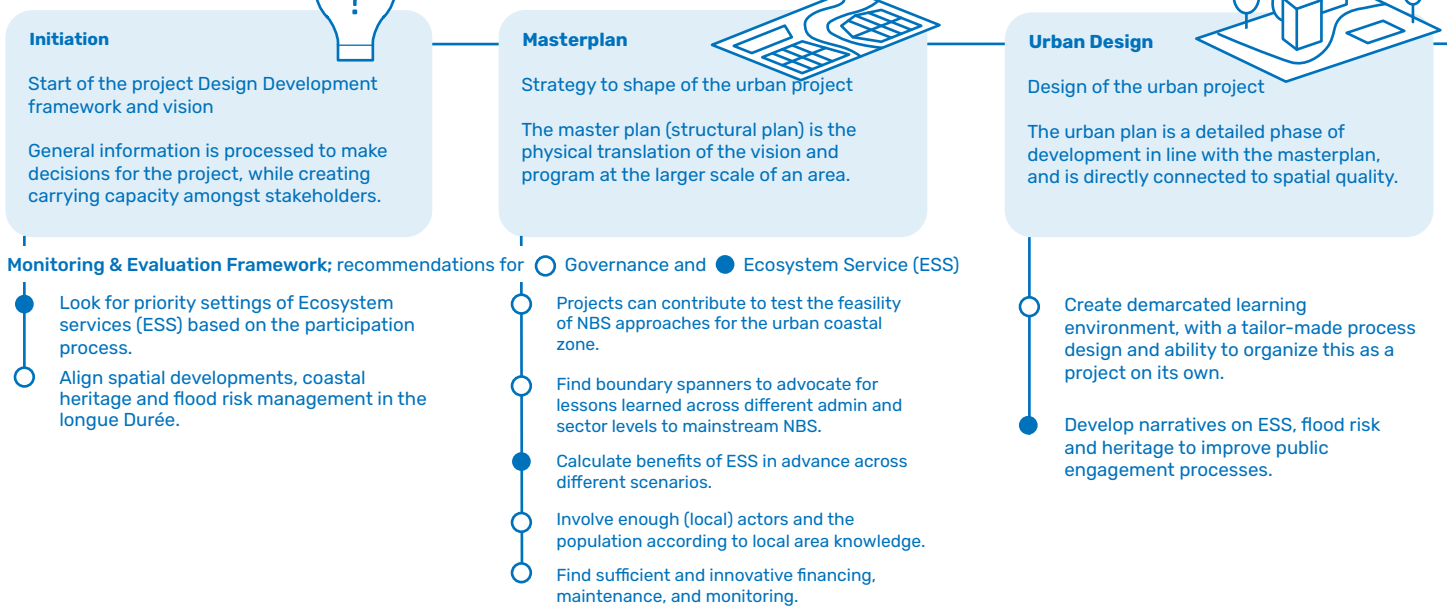 !
Initiation
Start of the project Design Development
framework and vision
General information is processed to make
decisions for the project, while creating
carrying capacity amongst stakeholders.
Masterplan
Strategy to shape of the urban project
The master plan (structural plan) is the
physical translation of the vision and
program at the larger scale of an area.
Urban Design
Design of the urban project
The urban plan is a detailed phase of
development in line with the masterplan,
and is directly connected to spatial quality.
Monitoring & Evaluation Framework; recommendations for Governance and Ecosystem Service (ESS)
Look for priority settings of Ecosystem
services (ESS) based on the participation
process.
Align spatial developments, coastal
heritage and flood risk management in the
longue Durée.
Projects can contribute to test the feasility
of NBS approaches for the urban coastal
zone.
Find boundary spanners to advocate for
lessons learned across different admin and
sector levels to mainstream NBS.
Calculate benefits of ESS in advance across
different scenarios.
Involve enough (local) actors and the
population according to local area knowledge.
Find sufficient and innovative financing,
maintenance, and monitoring.
Create demarcated learning
environment, with a tailor-made process
design and ability to organize this as a
project on its own.
Develop narratives on ESS, flood risk
and heritage to improve public
engagement processes.